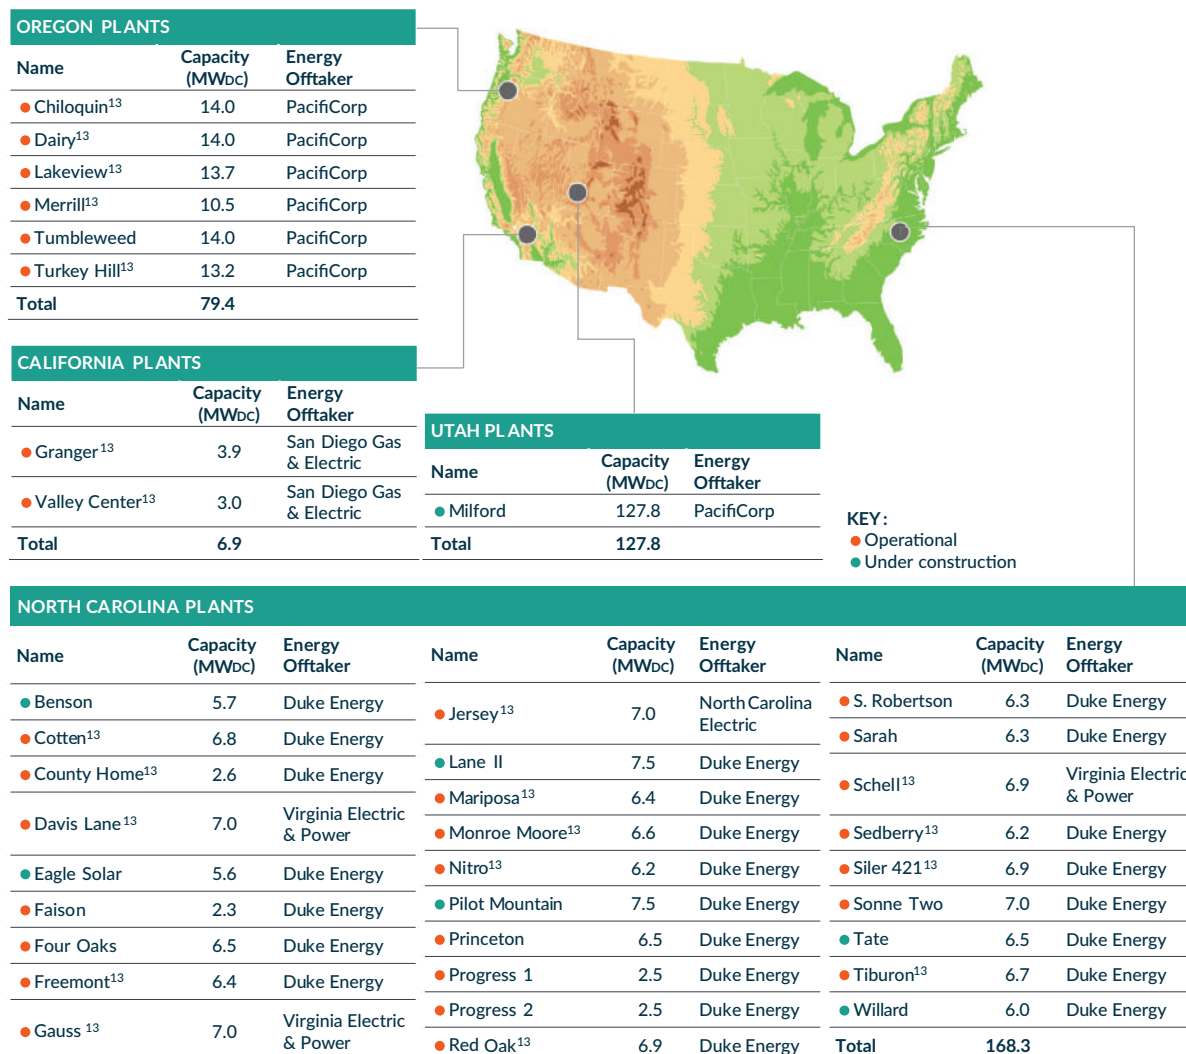 OREGON PLANTS
Name Capacity (MWDC) Energy Offtaker
Chiloquin13 14.0 PacifiCorp
Dairy13 14.0 PacifiCorp
Lakeview13 13.7 PacifiCorp
Merrill13 10.5 PacifiCorp
Tumbleweed 14.0 PacifiCorp
Turkey Hill13 13.2 PacifiCorp
Total 79.4
CALIFORNIA PLANTS
Name Capacity (MWDC) Energy Offtaker
Granger13 3.9 San Diego Gas & Electric
Valley Center13 3.0 San Diego Gas & Electric
Total 6.9
UTAH PLANTS
Name Capacity (MWDC) Energy Offtaker
Milford 127.8 PacifiCorp
Total 127.8
KEY:
Operational
Under construction
NORTH CAROLINA PLANTS
Name Capacity (MWDC) Energy Offtaker
Benson 5.7 Duke Energy
Cotten13 6.8 Duke Energy
County Home13 2.6 Duke Energy
Davis Lane13 7.0 Virginia Electric & Power
Eagle Solar 5.6 Duke Energy
Faison 2.3 Duke Energy
Four Oaks 6.5 Duke Energy
Freemont13 6.4 Duke Energy
Gauss 13 7.0 Virginia Electric & Power
Name Capacity (MWDC) Energy Offtaker
Jersey13 7.0 North Carolina Electric
Lane II 7.5 Duke Energy
Mariposa13 6.4 Duke Energy
Monroe Moore13 6.6 Duke Energy
Nitro13 6.2 Duke Energy
Pilot Mountain 7.5 Duke Energy
Princeton 6.5 Duke Energy
Progress 1 2.5 Duke Energy
Progress 2 2.5 Duke Energy
Red Oak13 6.9 Duke Energy
Name Capacity (MWDC) Energy Offtaker
S. Robertson 6.3 Duke Energy
Sarah 6.3 Duke Energy
Schell13 6.9 Virginia Electric & Power
Sedberry13 6.2 Duke Energy
Siler 42113 6.9 Duke Energy
Sonne Two 7.0 Duke Energy
Tate 6.5 Duke Energy
Tiburon13 6.7 Duke Energy
Willard 6.0 Duke Energy
Total 168.3